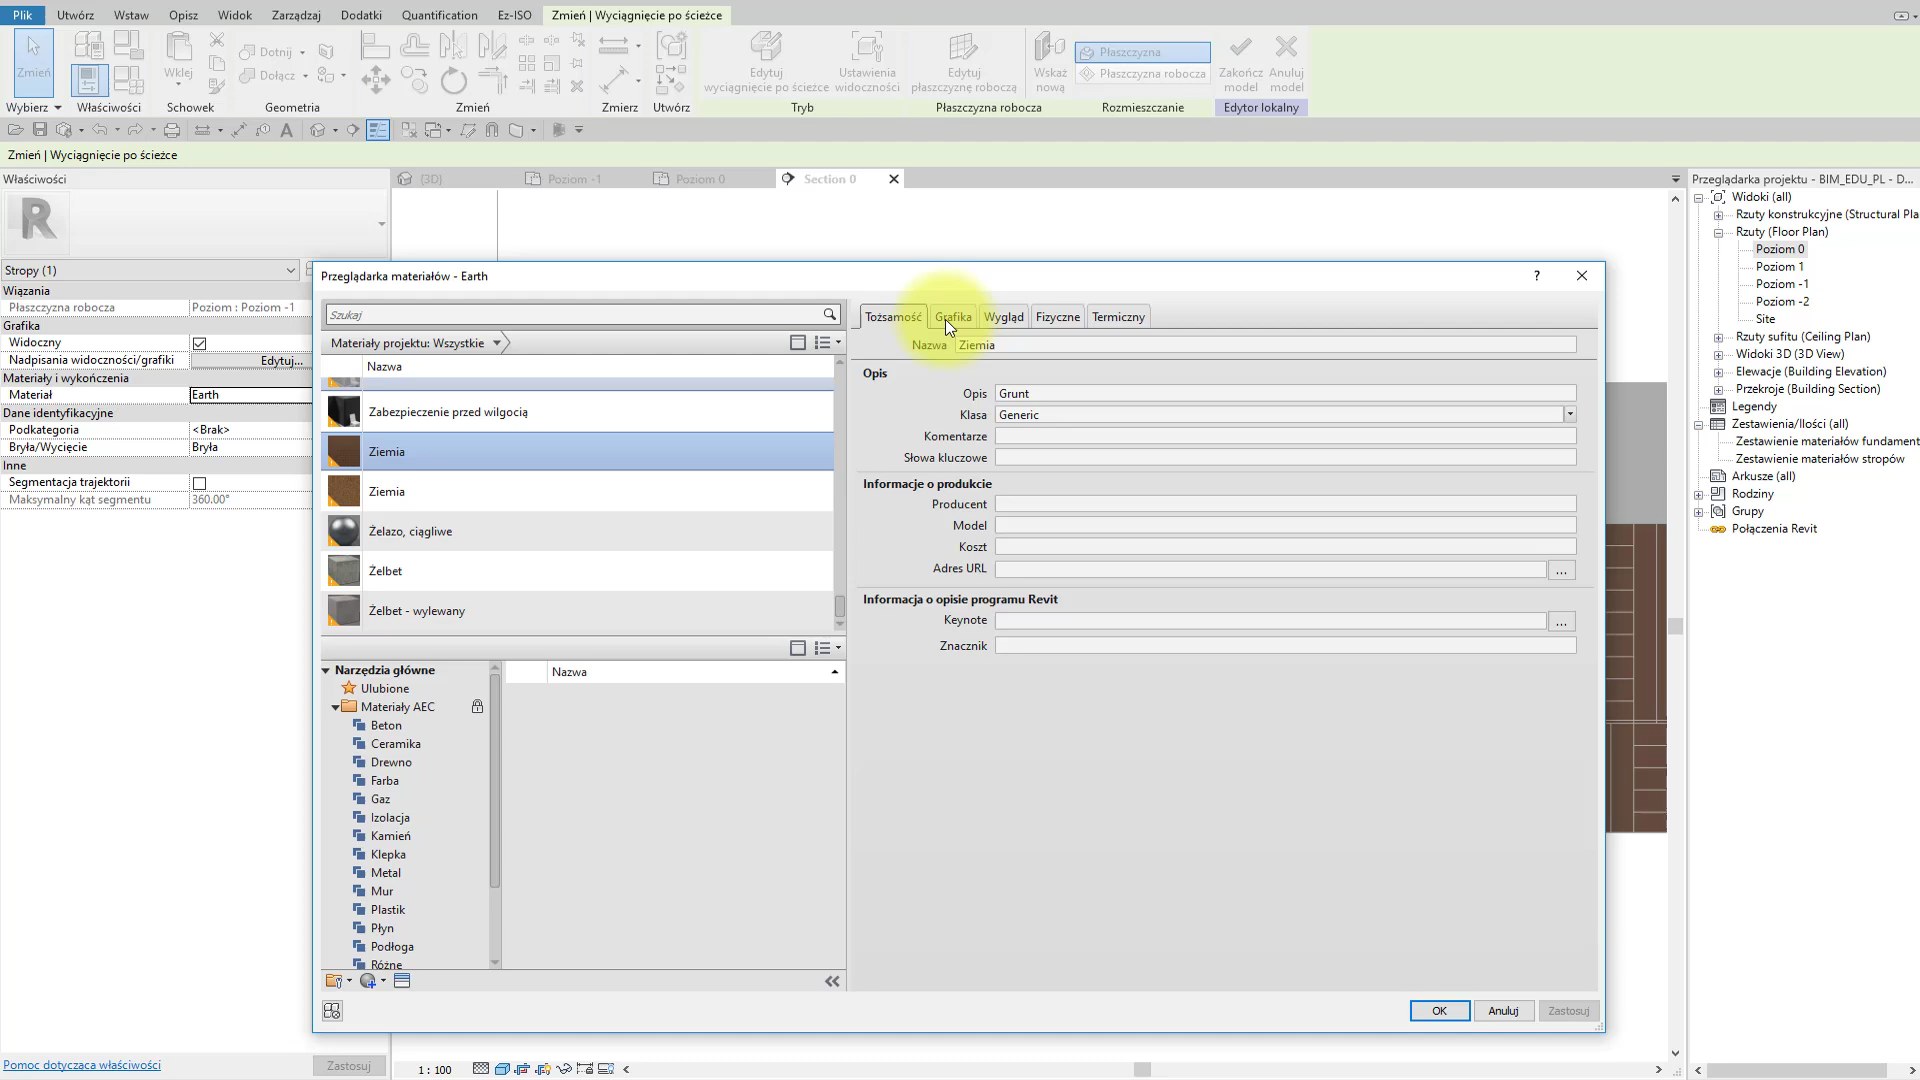 Plik Utwórz Wstaw Opisz Widok Zarządzaj Dodatki Quantification Ez-ISO Zmień | Wyciągnięcie po ścieżce
Zmień
Wklej
Dotnij
Dołącz
Edytuj
wyciągnięcie po ścieżce
Ustawienia
widoczności
Edytuj
płaszczyznę roboczą
Wskaż
nową
Płaszczyzna
Płaszczyzna robocza
Zakończ
model
Anuluj
model
Wybierz Właściwości Schowek Geometria Zmień Zmierz Utwórz Tryb Płaszczyzna robocza Rozmieszczanie Edytor lokalny
Zmień | Wyciągnięcie po ścieżce
Właściwości
{3D} Poziom -1 Poziom 0 Section 0
R
Stropy (1)
Wiązania
Płaszczyzna robocza Poziom : Poziom -1
Grafika
Widoczny
Nadpisania widoczności/grafiki Edytuj...
Materiały i wykończenia
Materiał Earth
Dane identyfikacyjne
Podkategoria <Brak>
Bryła/Wycięcie Bryła
Inne
Segmentacja trajektorii
Maksymalny kąt segmentu 360.00°
Pomoc dotycząca właściwości
Zastosuj
Przeglądarka materiałów - Earth
?
Szukaj
Materiały projektu: Wszystkie
Nazwa
Zabezpieczenie przed wilgocią
Ziemia
Ziemia
Żelazo, ciągliwe
Żelbet
Żelbet - wylewany
Narzędzia główne
Ulubione
Materiały AEC
Beton
Ceramika
Drewno
Farba
Gaz
Izolacja
Kamień
Klepka
Metal
Mur
Plastik
Płyn
Podłoga
Różne
Nazwa
Tożsamość Grafika Wygląd Fizyczne Termiczny
Nazwa Ziemia
Opis
Opis Grunt
Klasa Generic
Komentarze
Słowa kluczowe
Informacje o produkcie
Producent
Model
Koszt
Adres URL ...
Informacja o opisie programu Revit
Keynote ...
Znacznik
OK Anuluj Zastosuj
1 : 100
Przeglądarka projektu - BIM_EDU_PL - D...
Widoki (all)
Rzuty konstrukcyjne (Structural Pla
Rzuty (Floor Plan)
Poziom 0
Poziom 1
Poziom -1
Poziom -2
Site
Rzuty sufitu (Ceiling Plan)
Widoki 3D (3D View)
Elewacje (Building Elevation)
Przekroje (Building Section)
Legendy
Zestawienia/Ilości (all)
Zestawienie materiałów fundament
Zestawienie materiałów stropów
Arkusze (all)
Rodziny
Grupy
Połączenia Revit